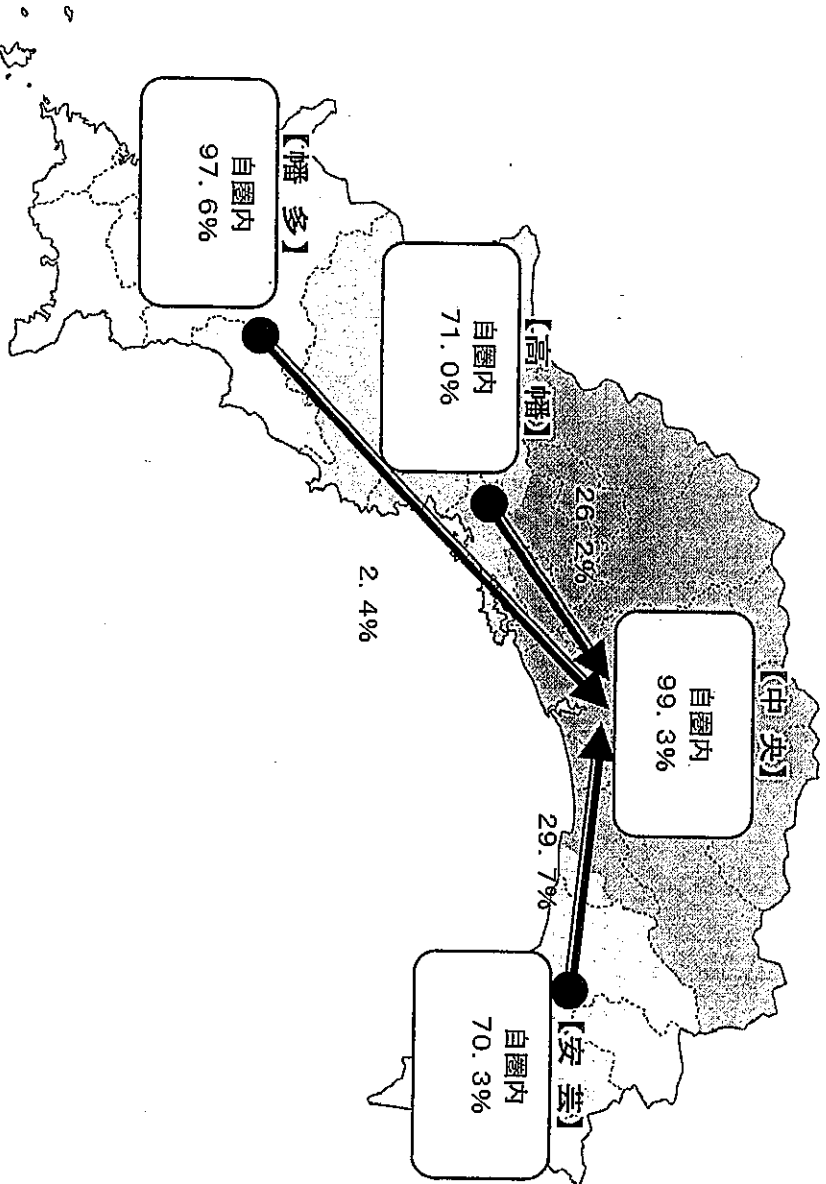 【中 央】
自圏内
99.3%
【高 幡】
自圏内
71.0%
26.2%
【幡 多】
自圏内
97.6%
2.4%
29.7%
【安 芸】
自圏内
70.3%